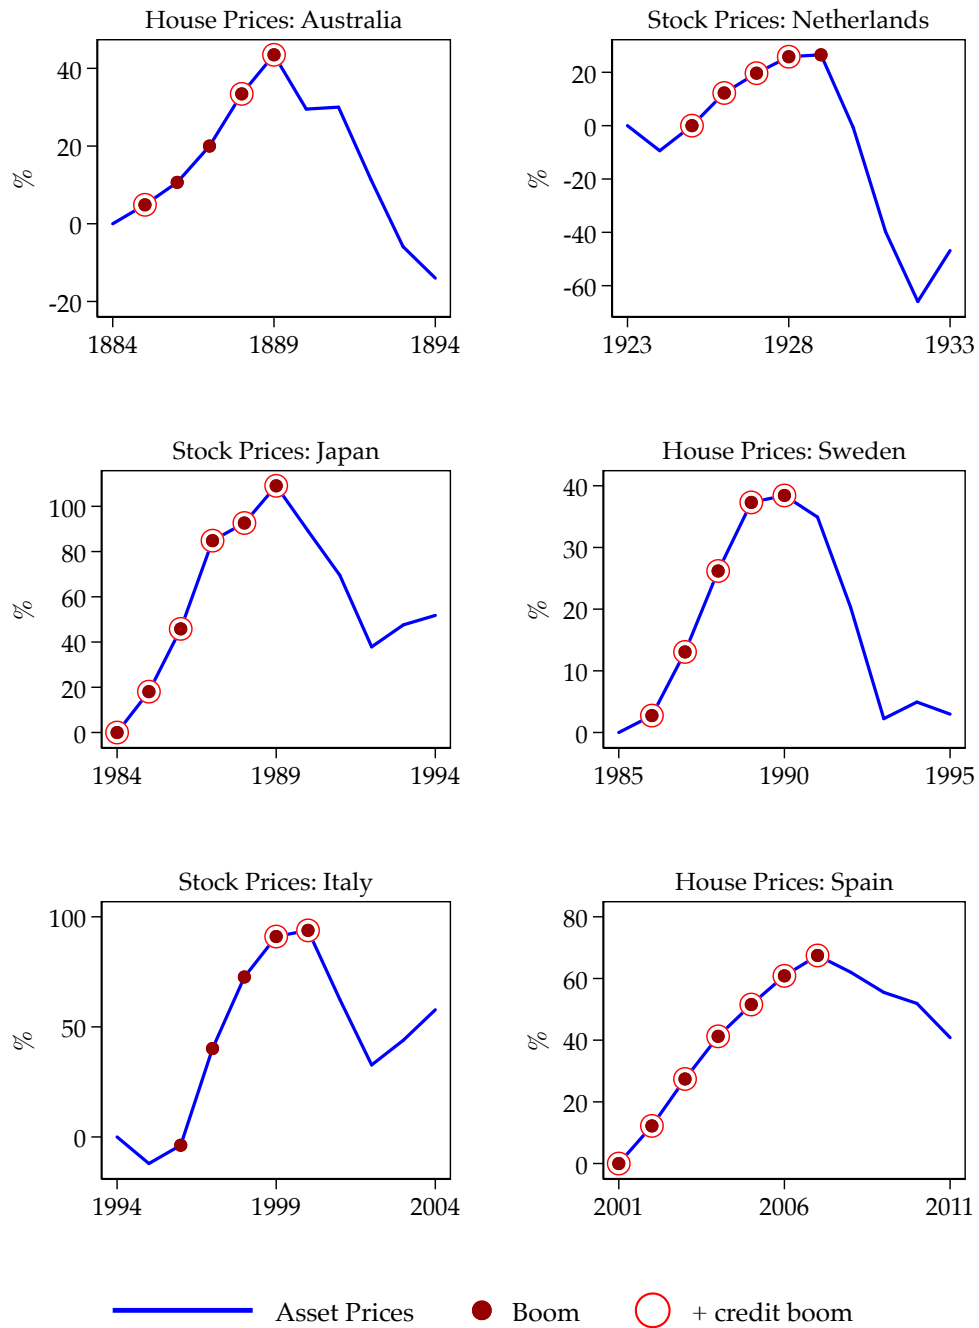 House Prices: Australia
%
40
20
0
-20
1884 1889 1894
Stock Prices: Netherlands
%
20
0
-20
-40
-60
1923 1928 1933
Stock Prices: Japan
%
100
80
60
40
20
0
1984 1989 1994
House Prices: Sweden
%
40
30
20
10
0
1985 1990 1995
Stock Prices: Italy
%
100
50
0
1994 1999 2004
House Prices: Spain
%
80
60
40
20
0
2001 2006 2011
Asset Prices Boom + credit boom